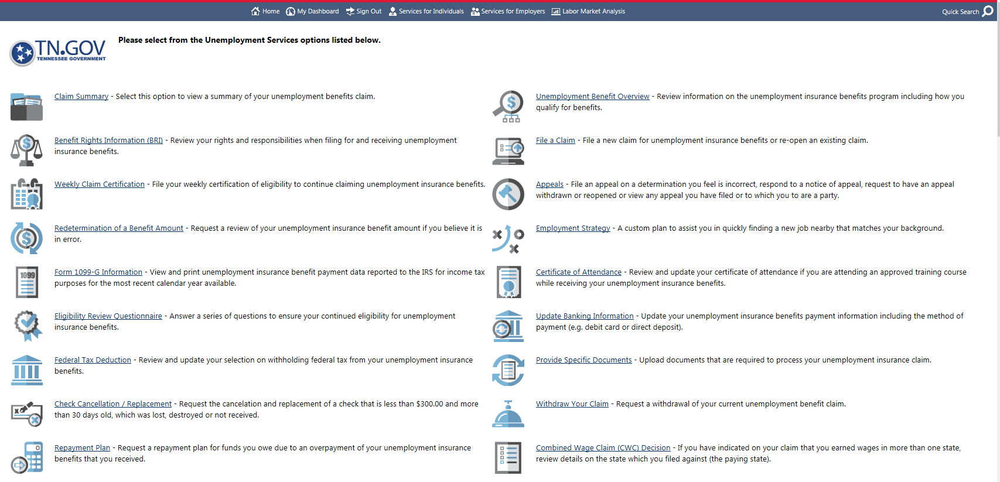 Home My Dashboard Sign Out Services for Individuals Services for Employers Labor Market Analysis Quick Search
Please select from the Unemployment Services options listed below.
TN.GOV
TENNESSEE GOVERNMENT
Claim Summary - Select this option to view a summary of your unemployment benefits claim.
Unemployment Benefit Overview - Review information on the unemployment insurance benefits program including how you
qualify for benefits.
Benefit Rights Information (BRI) - Review your rights and responsibilities when filing for and receiving unemployment
insurance benefits.
File a Claim - File a new claim for unemployment insurance benefits or re-open an existing claim.
Weekly Claim Certification - File your weekly certification of eligibility to continue claiming unemployment insurance benefits.
Appeals - File an appeal on a determination you feel is incorrect, respond to a notice of appeal, request to have an appeal
withdrawn or reopened or view any appeal you have filed or to which you to are a party.
Redetermination of a Benefit Amount - Request a review of your unemployment insurance benefit amount if you believe it is
in error.
Employment Strategy - A custom plan to assist you in quickly finding a new job nearby that matches your background.
1099
Form 1099-G Information - View and print unemployment insurance benefit payment data reported to the IRS for income tax
purposes for the most recent calendar year available.
Certificate of Attendance - Review and update your certificate of attendance if you are attending an approved training course
while receiving your unemployment insurance benefits.
Eligibility Review Questionnaire - Answer a series of questions to ensure your continued eligibility for unemployment
insurance benefits.
Update Banking Information - Update your unemployment insurance benefits payment information including the method of
payment (e.g. debit card or direct deposit).
Federal Tax Deduction - Review and update your selection on withholding federal tax from your unemployment insurance
benefits.
Provide Specific Documents - Upload documents that are required to process your unemployment insurance claim.
Check Cancellation / Replacement - Request the cancelation and replacement of a check that is less than $300.00 and more
than 30 days old, which was lost, destroyed or not received.
Withdraw Your Claim - Request a withdrawal of your current unemployment benefit claim.
Repayment Plan - Request a repayment plan for funds you owe due to an overpayment of your unemployment insurance
benefits that you received.
Combined Wage Claim (CWC) Decision - If you have indicated on your claim that you earned wages in more than one state,
review details on the state which you filed against (the paying state).